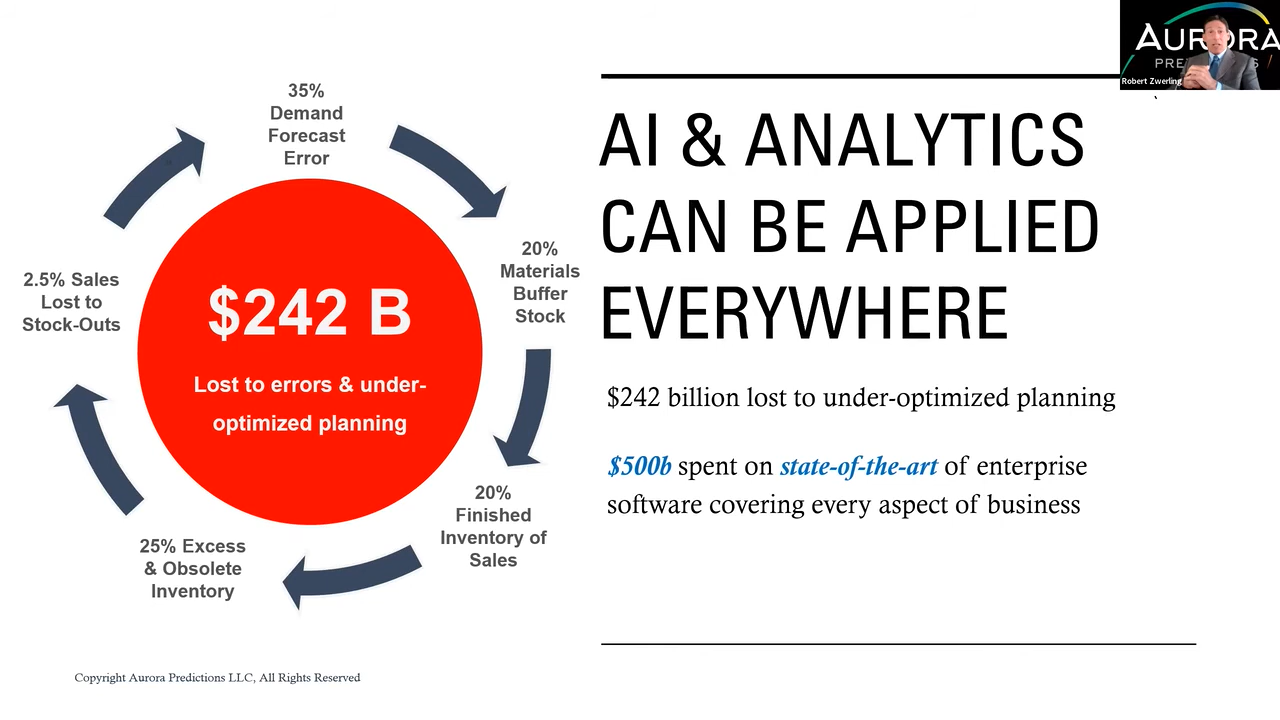 AURORA
Robert Zwerling
35%
Demand
Forecast
Error
20%
Materials
Buffer
Stock
20%
Finished
Inventory of
Sales
25% Excess
& Obsolete
Inventory
2.5% Sales
Lost to
Stock-Outs
$242 B
Lost to errors & under-
optimized planning
AI & ANALYTICS
CAN BE APPLIED
EVERYWHERE
$242 billion lost to under-optimized planning
$500b spent on state-of-the-art of enterprise
software covering every aspect of business
Copyright Aurora Predictions LLC, All Rights Reserved